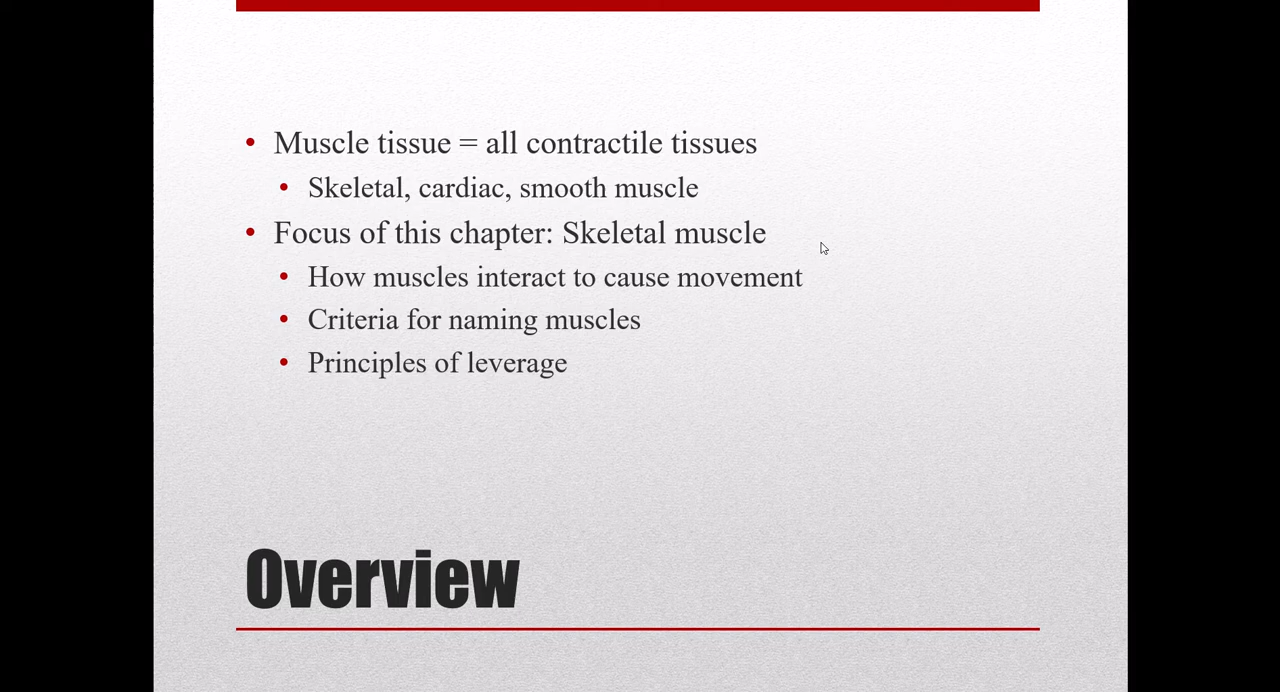 • Muscle tissue = all contractile tissues
• Skeletal, cardiac, smooth muscle
• Focus of this chapter: Skeletal muscle
• How muscles interact to cause movement
• Criteria for naming muscles
• Principles of leverage
Overview